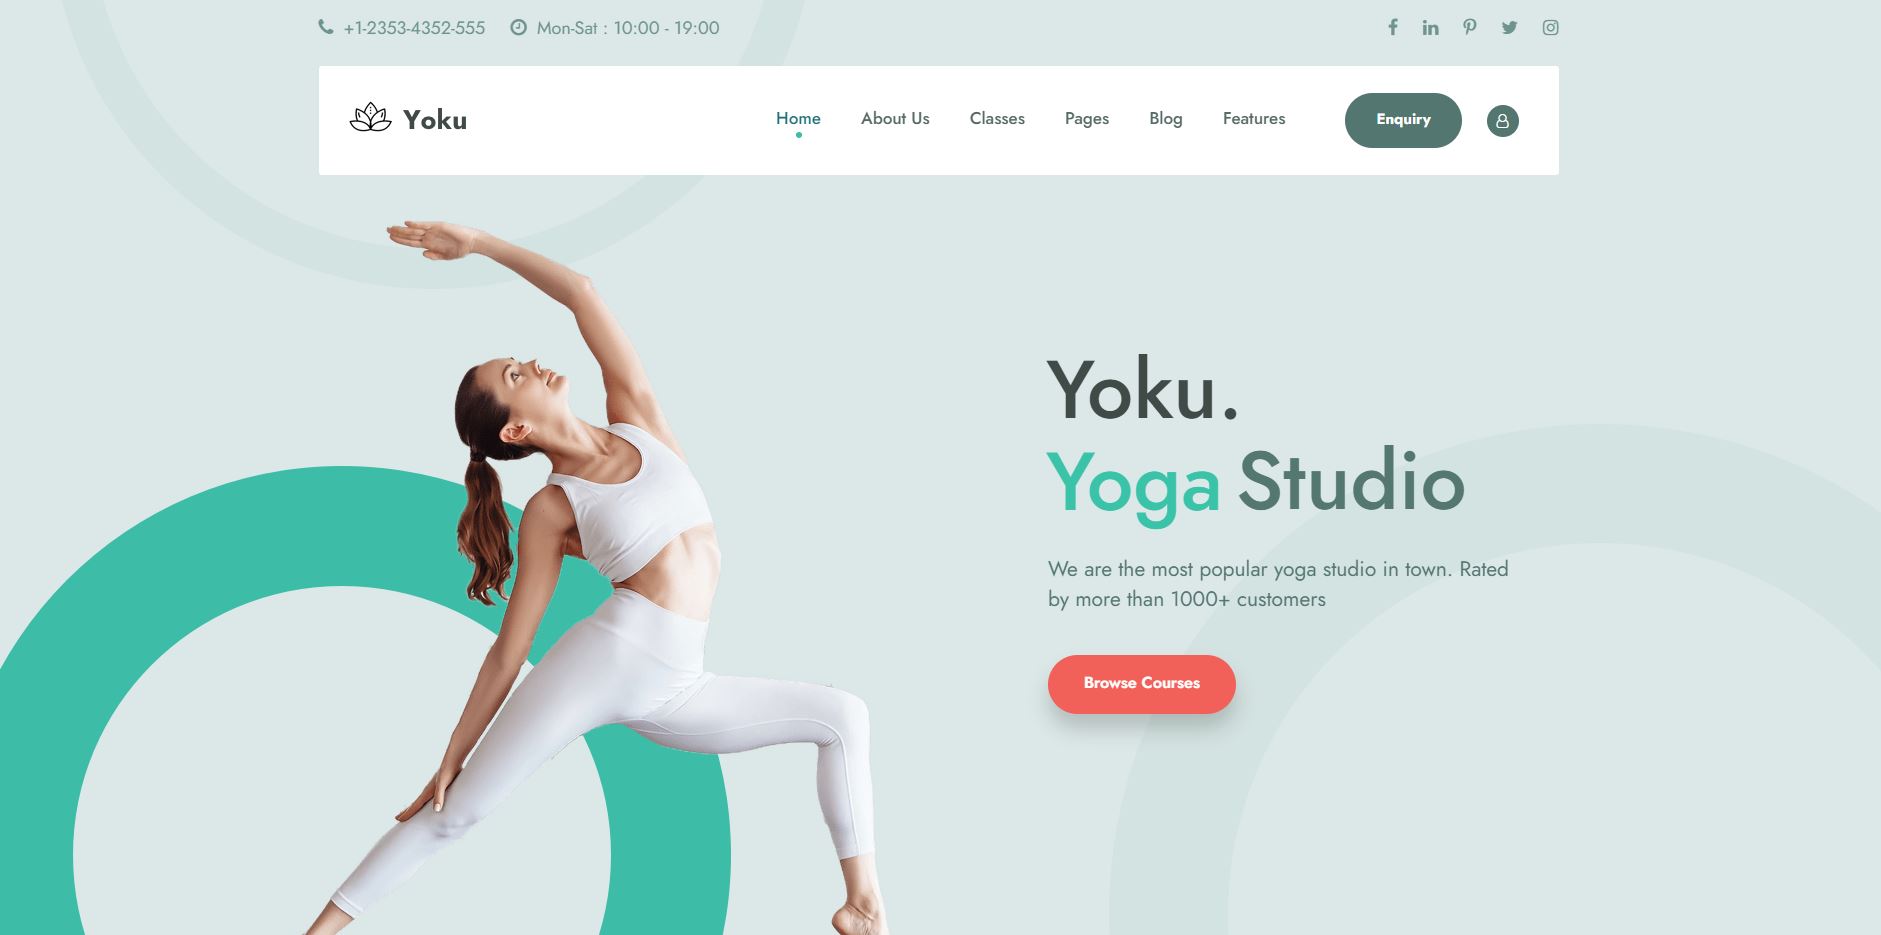 +1-2353-4352-555 Mon-Sat : 10:00 - 19:00
Yoku Home About Us Classes Pages Blog Features Enquiry
Yoku.
Yoga Studio
We are the most popular yoga studio in town. Rated
by more than 1000+ customers
Browse Courses